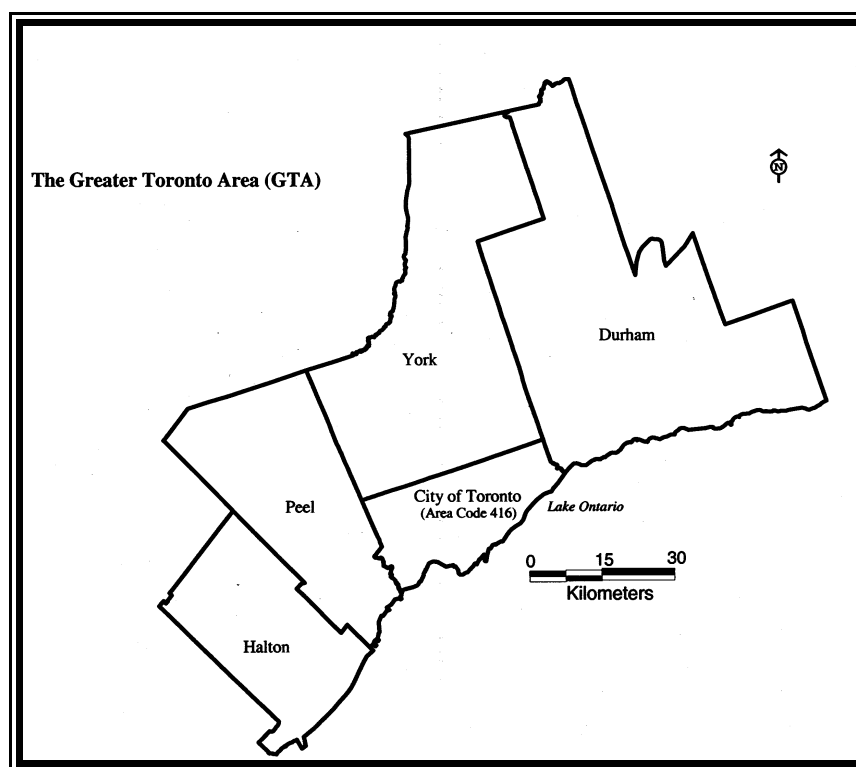 The Greater Toronto Area (GTA)
N
Durham
York
City of Toronto
(Area Code 416)
Peel
Lake Ontario
0 15 30
Kilometers
Halton